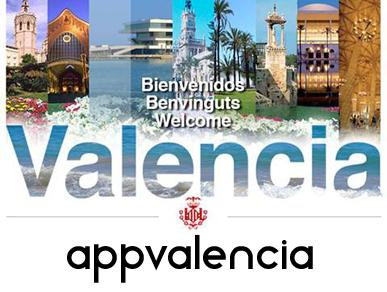 Bienvenidos
Benvinguts
Welcome
Valencia
appvalencia